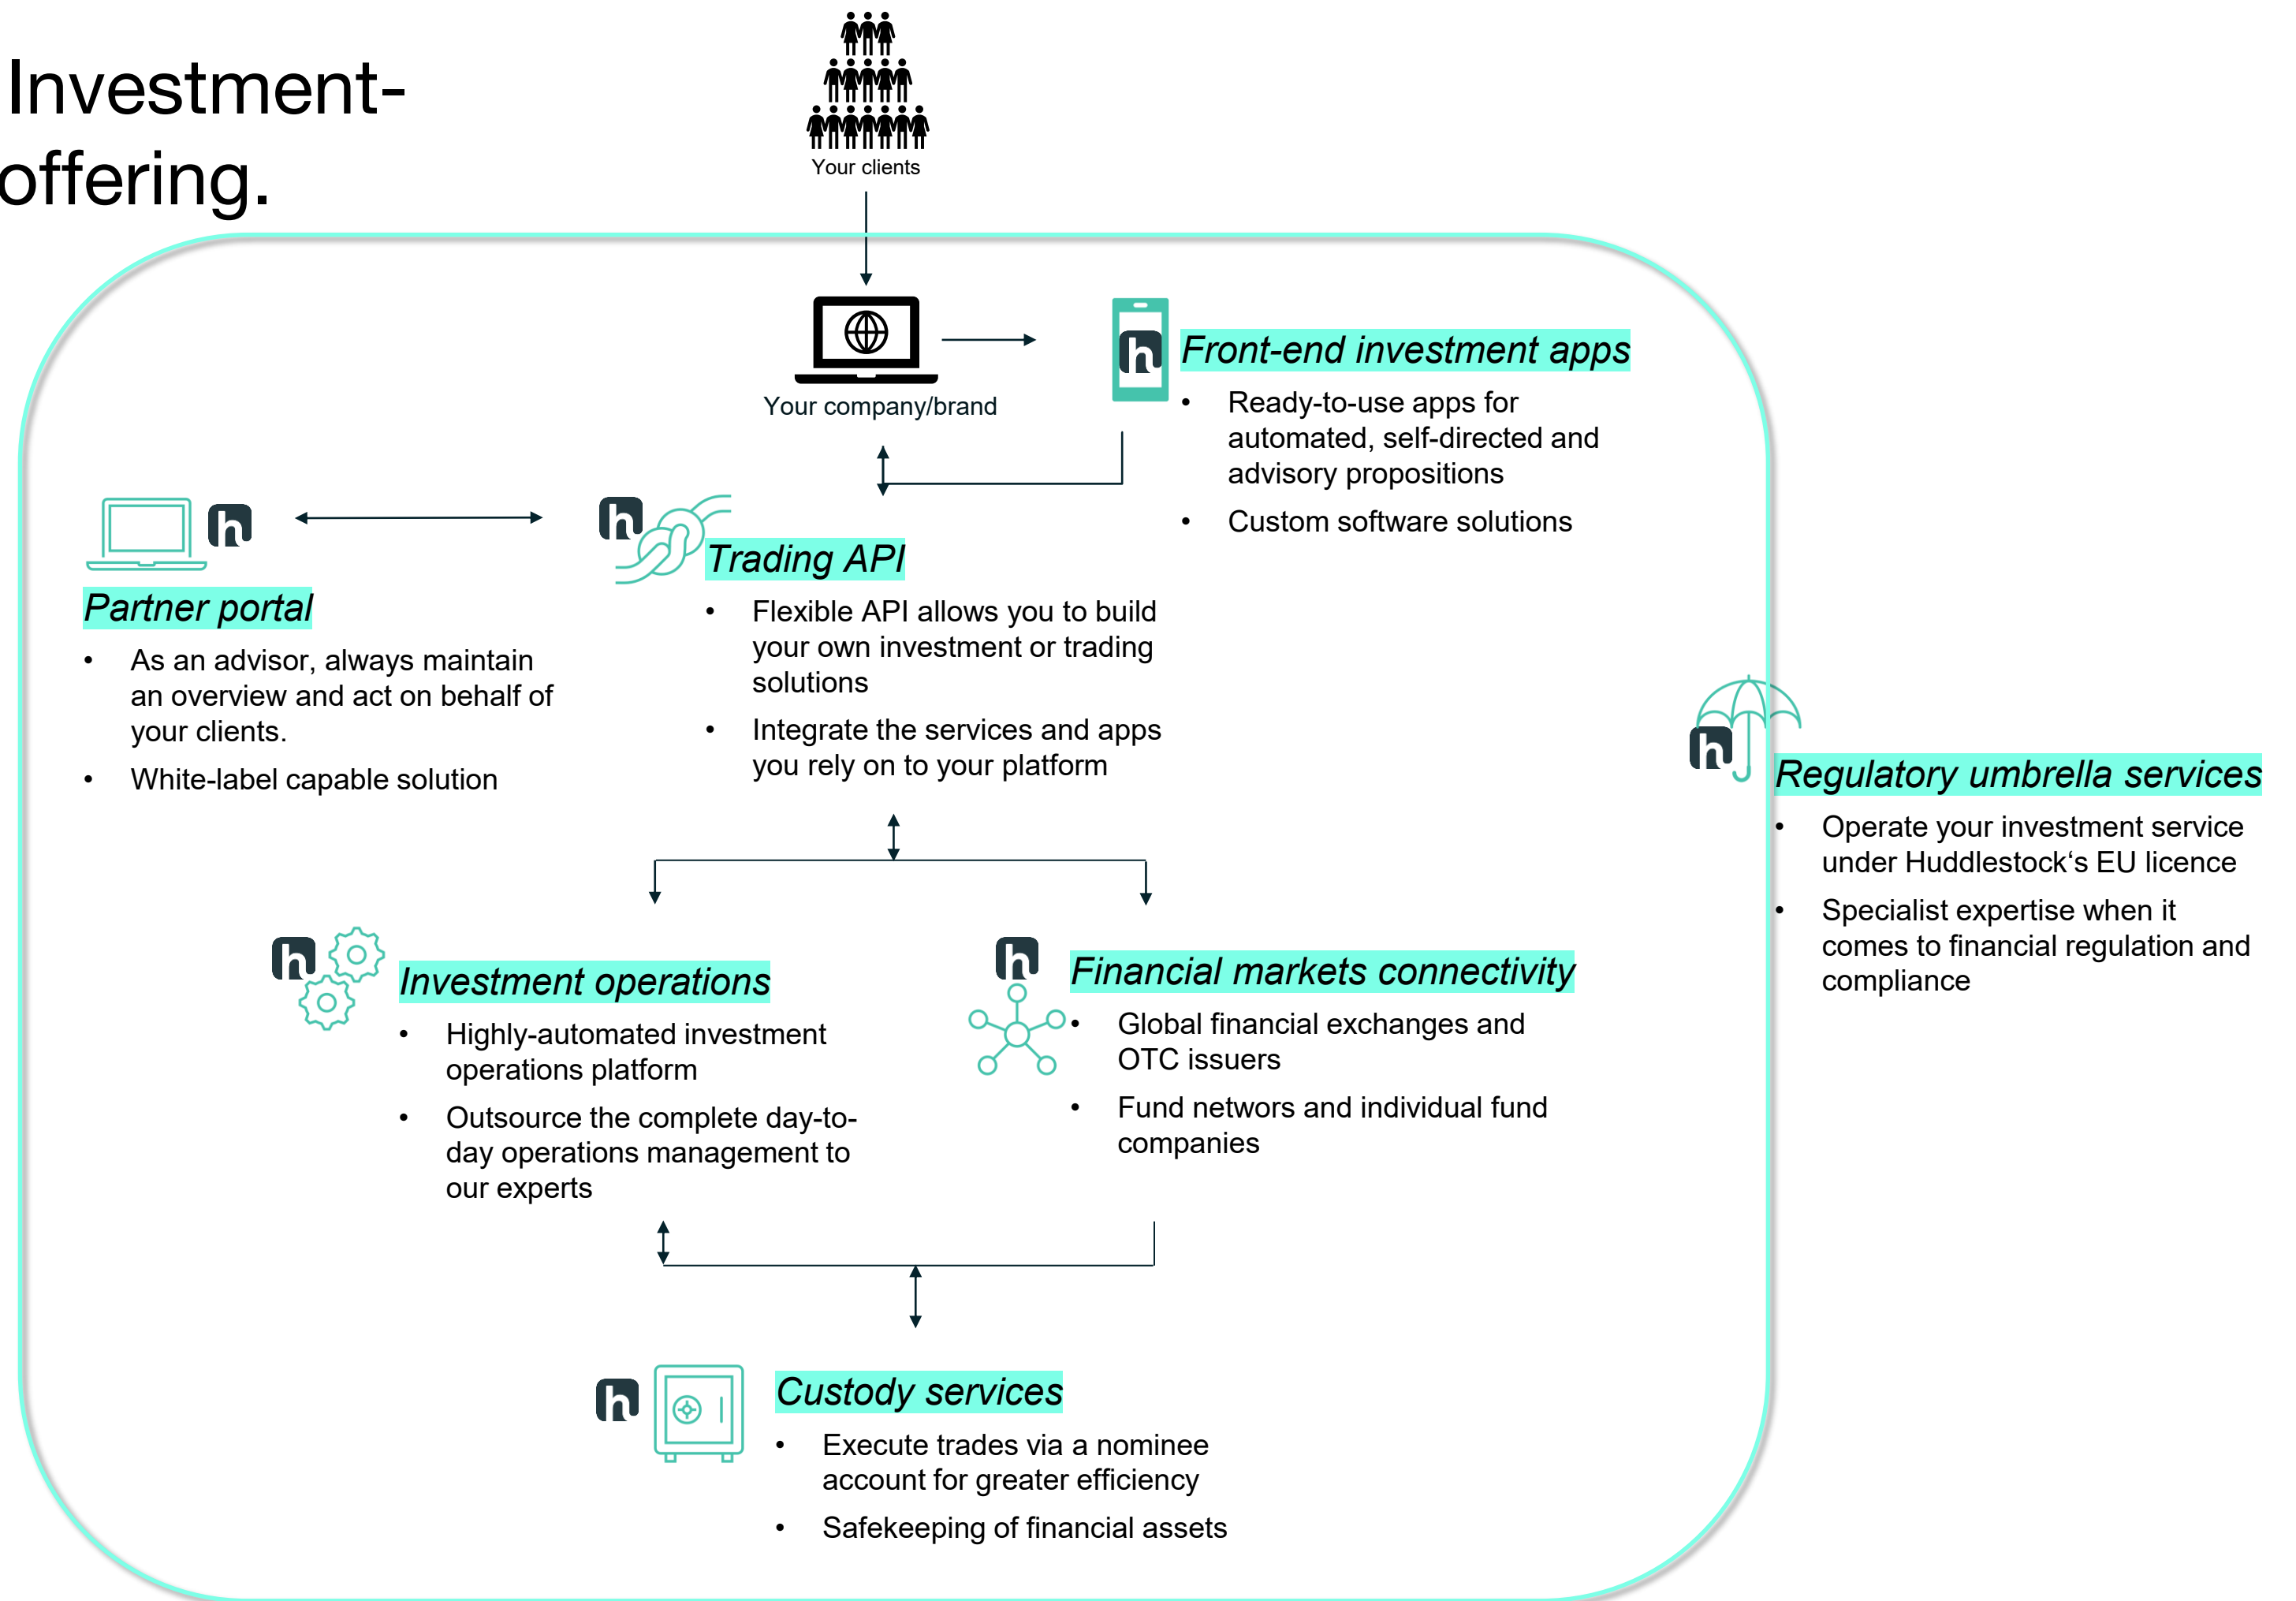 Investment-
offering.
Your clients
Your company/brand
Front-end investment apps
• Ready-to-use apps for
automated, self-directed and
advisory propositions
• Custom software solutions
Partner portal
• As an advisor, always maintain
an overview and act on behalf of
your clients.
• White-label capable solution
Trading API
• Flexible API allows you to build
your own investment or trading
solutions
• Integrate the services and apps
you rely on to your platform
Regulatory umbrella services
• Operate your investment service
under Huddlestock‘s EU licence
• Specialist expertise when it
comes to financial regulation and
compliance
Investment operations
• Highly-automated investment
operations platform
• Outsource the complete day-to-
day operations management to
our experts
Financial markets connectivity
• Global financial exchanges and
OTC issuers
• Fund networs and individual fund
companies
Custody services
• Execute trades via a nominee
account for greater efficiency
• Safekeeping of financial assets